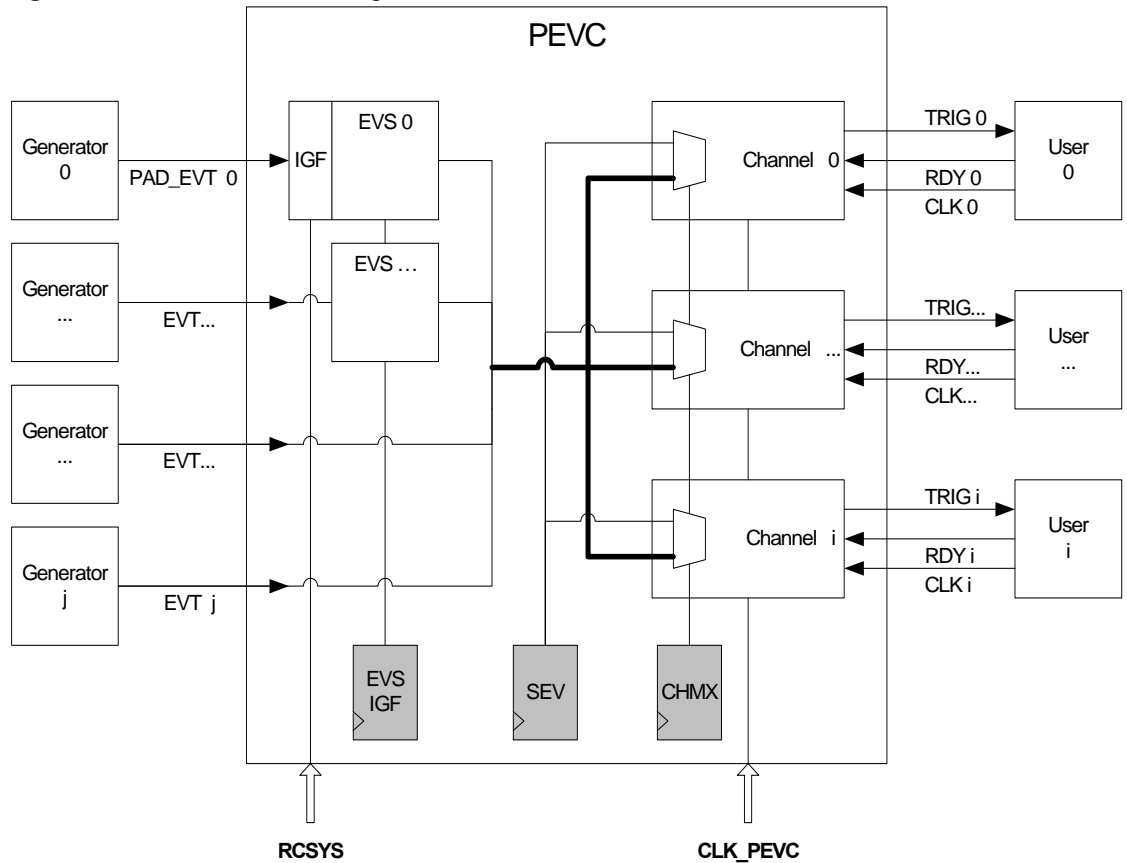 PEVC
Generator
0
PAD_EVT 0
IGF
EVS 0
Channel 0
TRIG 0
RDY 0
CLK 0
User
0
Generator
...
EVT...
EVS ...
Channel ...
TRIG...
RDY...
CLK...
User
...
Generator
...
EVT...
Generator
j
EVT j
Channel i
TRIG i
RDY i
CLK i
User
i
EVS
IGF
SEV
CHMX
RCSYS
CLK_PEVC